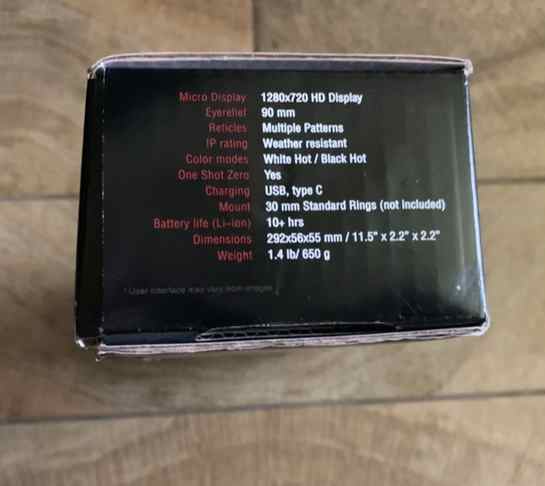 Micro Display 1280x720 HD Display
Eyerelief 90 mm
Reticles Multiple Patterns
IP rating Weather resistant
Color modes White Hot / Black Hot
One Shot Zero Yes
Charging USB, type C
Mount 30 mm Standard Rings (not included)
Battery life (Li-ion) 10+ hrs
Dimensions 292x56x55 mm / 11.5" x 2.2" x 2.2"
Weight 1.4 lb/ 650 g
* User interface may vary from images